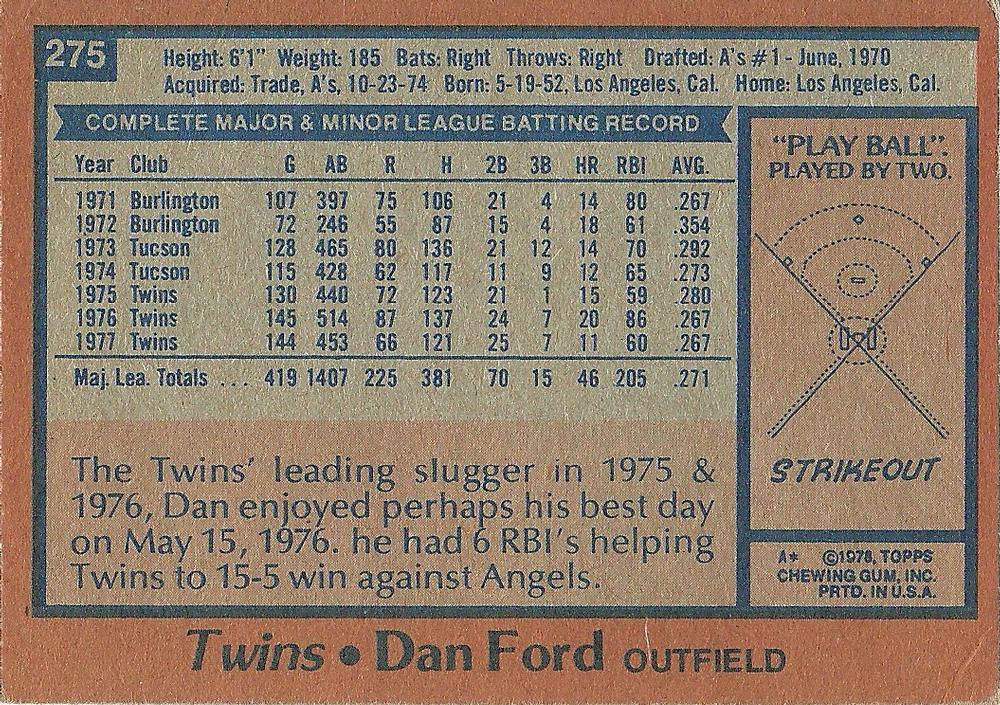 275
Height: 6'1" Weight: 185 Bats: Right Throws: Right Drafted: A's #1 - June, 1970
Acquired: Trade, A's, 10-23-74 Born: 5-19-52, Los Angeles, Cal. Home: Los Angeles, Cal.
COMPLETE MAJOR & MINOR LEAGUE BATTING RECORD
Year Club G AB R H 2B 3B HR RBI AVG.
1971 Burlington 107 397 75 106 21 4 14 80 .267
1972 Burlington 72 246 55 87 15 4 18 61 .354
1973 Tucson 128 465 80 136 21 12 14 70 .292
1974 Tucson 115 428 62 117 11 9 12 65 .273
1975 Twins 130 440 72 123 21 1 15 59 .280
1976 Twins 145 514 87 137 24 7 20 86 .267
1977 Twins 144 453 66 121 25 7 11 60 .267
Maj. Lea. Totals ... 419 1407 225 381 70 15 46 205 .271
The Twins' leading slugger in 1975 &
1976, Dan enjoyed perhaps his best day
on May 15, 1976. he had 6 RBI's helping
Twins to 15-5 win against Angels.
"PLAY BALL".
PLAYED BY TWO.
STRIKEOUT
A* ©1978, TOPPS
CHEWING GUM, INC.
PRTD. IN U.S.A.
Twins • Dan Ford OUTFIELD